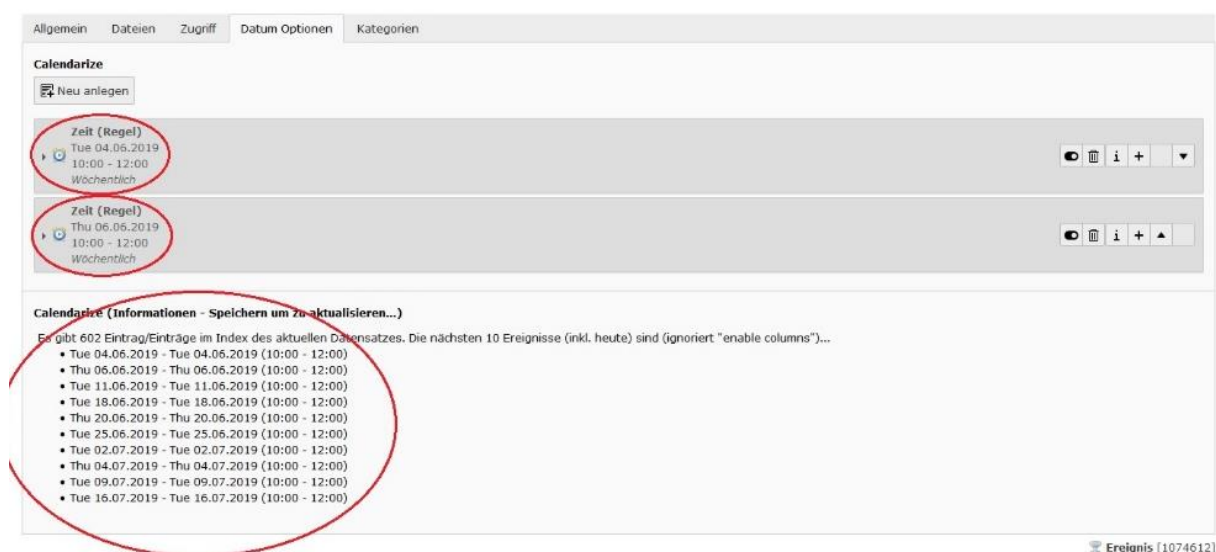 Allgemein Dateien Zugriff Datum Optionen Kategorien
Calendarize
Neu anlegen
Zeit (Regel)
Tue 04.06.2019
10:00 - 12:00
Wöchentlich
Zeit (Regel)
Thu 06.06.2019
10:00 - 12:00
Wöchentlich
Calendarize (Informationen - Speichern um zu aktualisieren...)
Es gibt 602 Eintrag/Einträge im Index des aktuellen Datensatzes. Die nächsten 10 Ereignisse (inkl. heute) sind (ignoriert "enable columns")...
• Tue 04.06.2019 - Tue 04.06.2019 (10:00 - 12:00)
• Thu 06.06.2019 - Thu 06.06.2019 (10:00 - 12:00)
• Tue 11.06.2019 - Tue 11.06.2019 (10:00 - 12:00)
• Tue 18.06.2019 - Tue 18.06.2019 (10:00 - 12:00)
• Thu 20.06.2019 - Thu 20.06.2019 (10:00 - 12:00)
• Tue 25.06.2019 - Tue 25.06.2019 (10:00 - 12:00)
• Tue 02.07.2019 - Tue 02.07.2019 (10:00 - 12:00)
• Thu 04.07.2019 - Thu 04.07.2019 (10:00 - 12:00)
• Tue 09.07.2019 - Tue 09.07.2019 (10:00 - 12:00)
• Tue 16.07.2019 - Tue 16.07.2019 (10:00 - 12:00)
Ereignis [1074612]